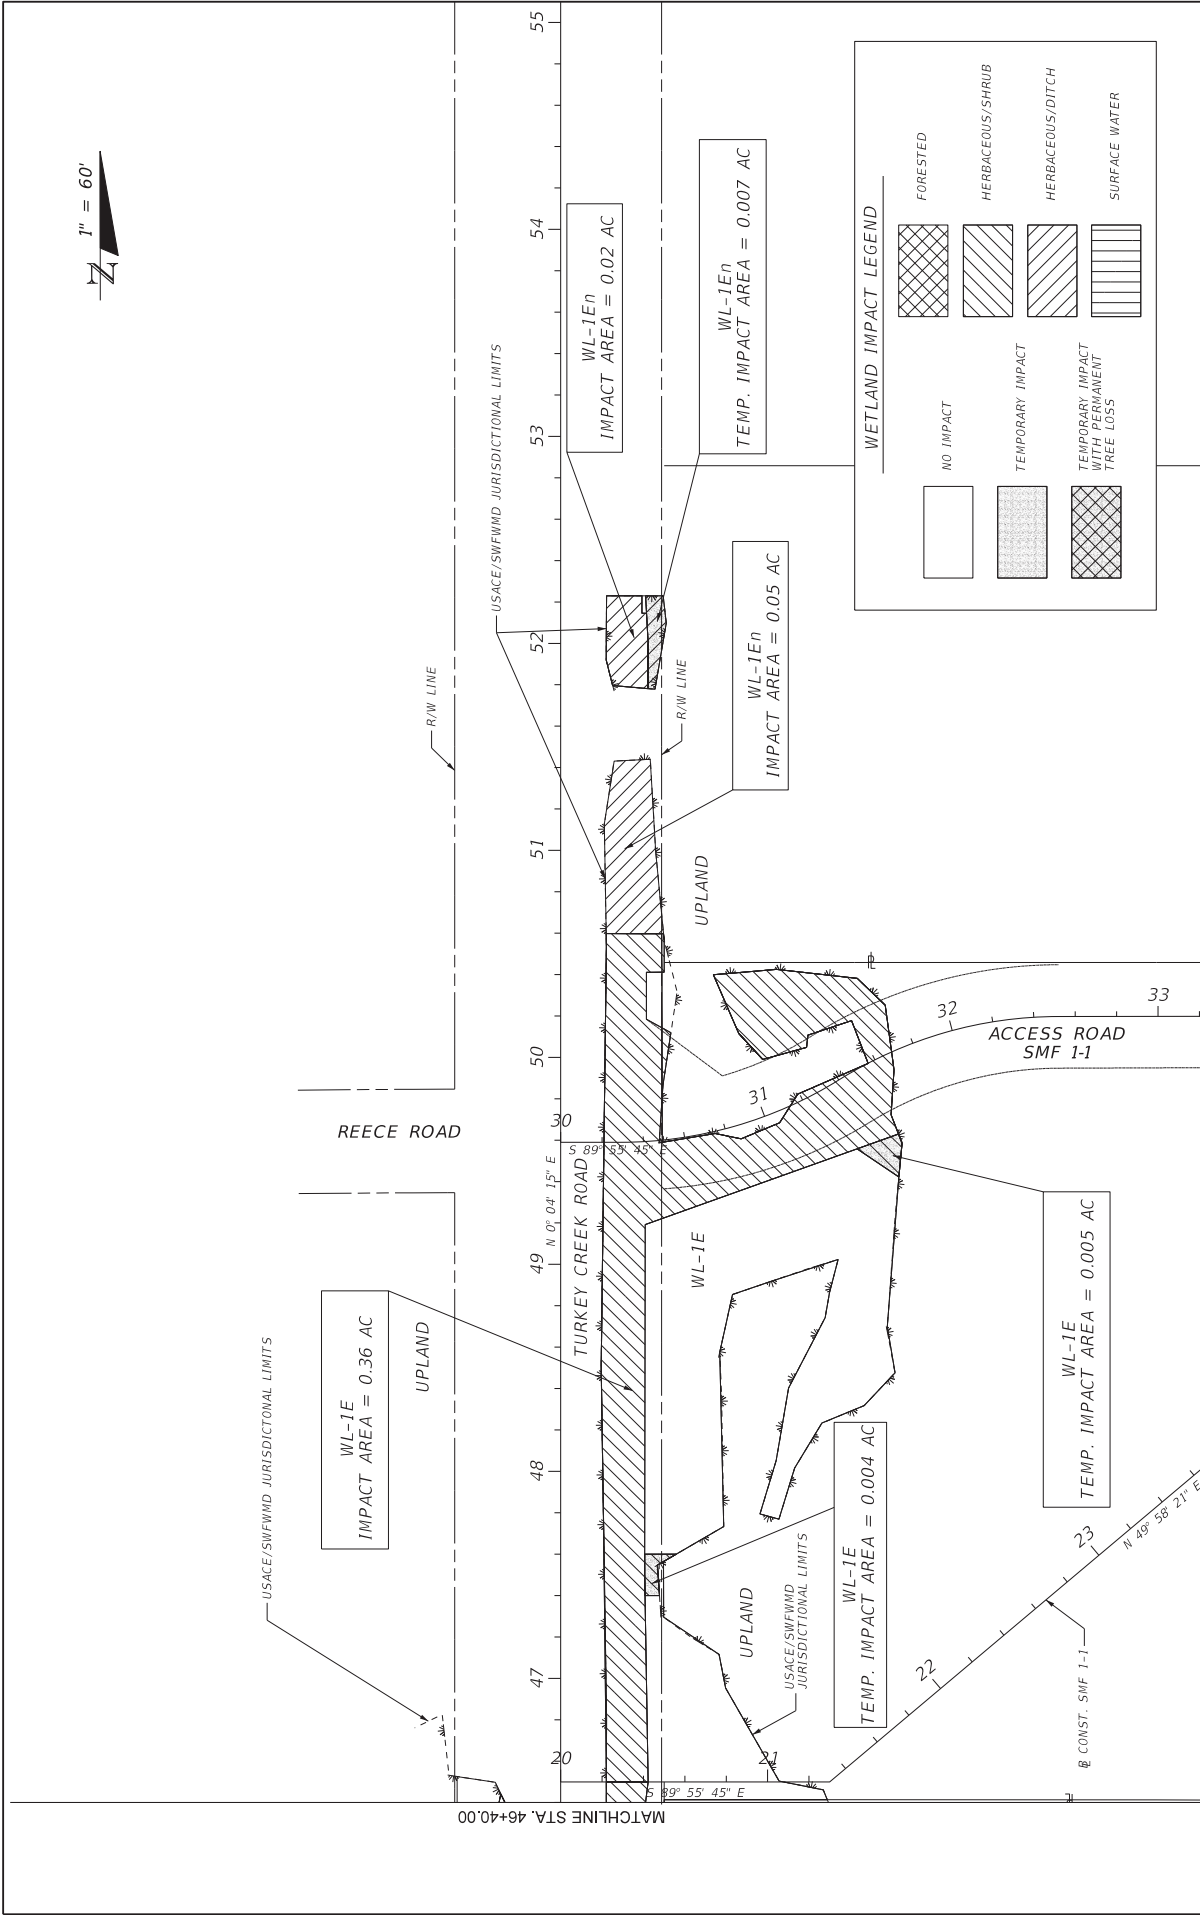 1" = 60'
N
55
54
53
52
51
50
49
48
47
USACE/SWFWMD JURISDICTIONAL LIMITS
WL-1En
IMPACT AREA = 0.02 AC
WL-1En
TEMP. IMPACT AREA = 0.007 AC
WL-1En
IMPACT AREA = 0.05 AC
R/W LINE
R/W LINE
UPLAND
WETLAND IMPACT LEGEND
NO IMPACT
TEMPORARY IMPACT
TEMPORARY IMPACT
WITH PERMANENT
TREE LOSS
FORESTED
HERBACEOUS/SHRUB
HERBACEOUS/DITCH
SURFACE WATER
REECE ROAD
30
31
32
33
ACCESS ROAD
SMF 1-1
PL
S 89° 55' 45" E
N 0° 04' 15" E
TURKEY CREEK ROAD
WL-1E
USACE/SWFWMD JURISDICTONAL LIMITS
WL-1E
IMPACT AREA = 0.36 AC
UPLAND
WL-1E
TEMP. IMPACT AREA = 0.005 AC
WL-1E
TEMP. IMPACT AREA = 0.004 AC
UPLAND
USACE/SWFWMD
JURISDICTIONAL LIMITS
20
21
22
23
N 49° 58' 21" E
S 89° 55' 45" E
BL CONST. SMF 1-1
MATCHLINE STA. 46+40.00